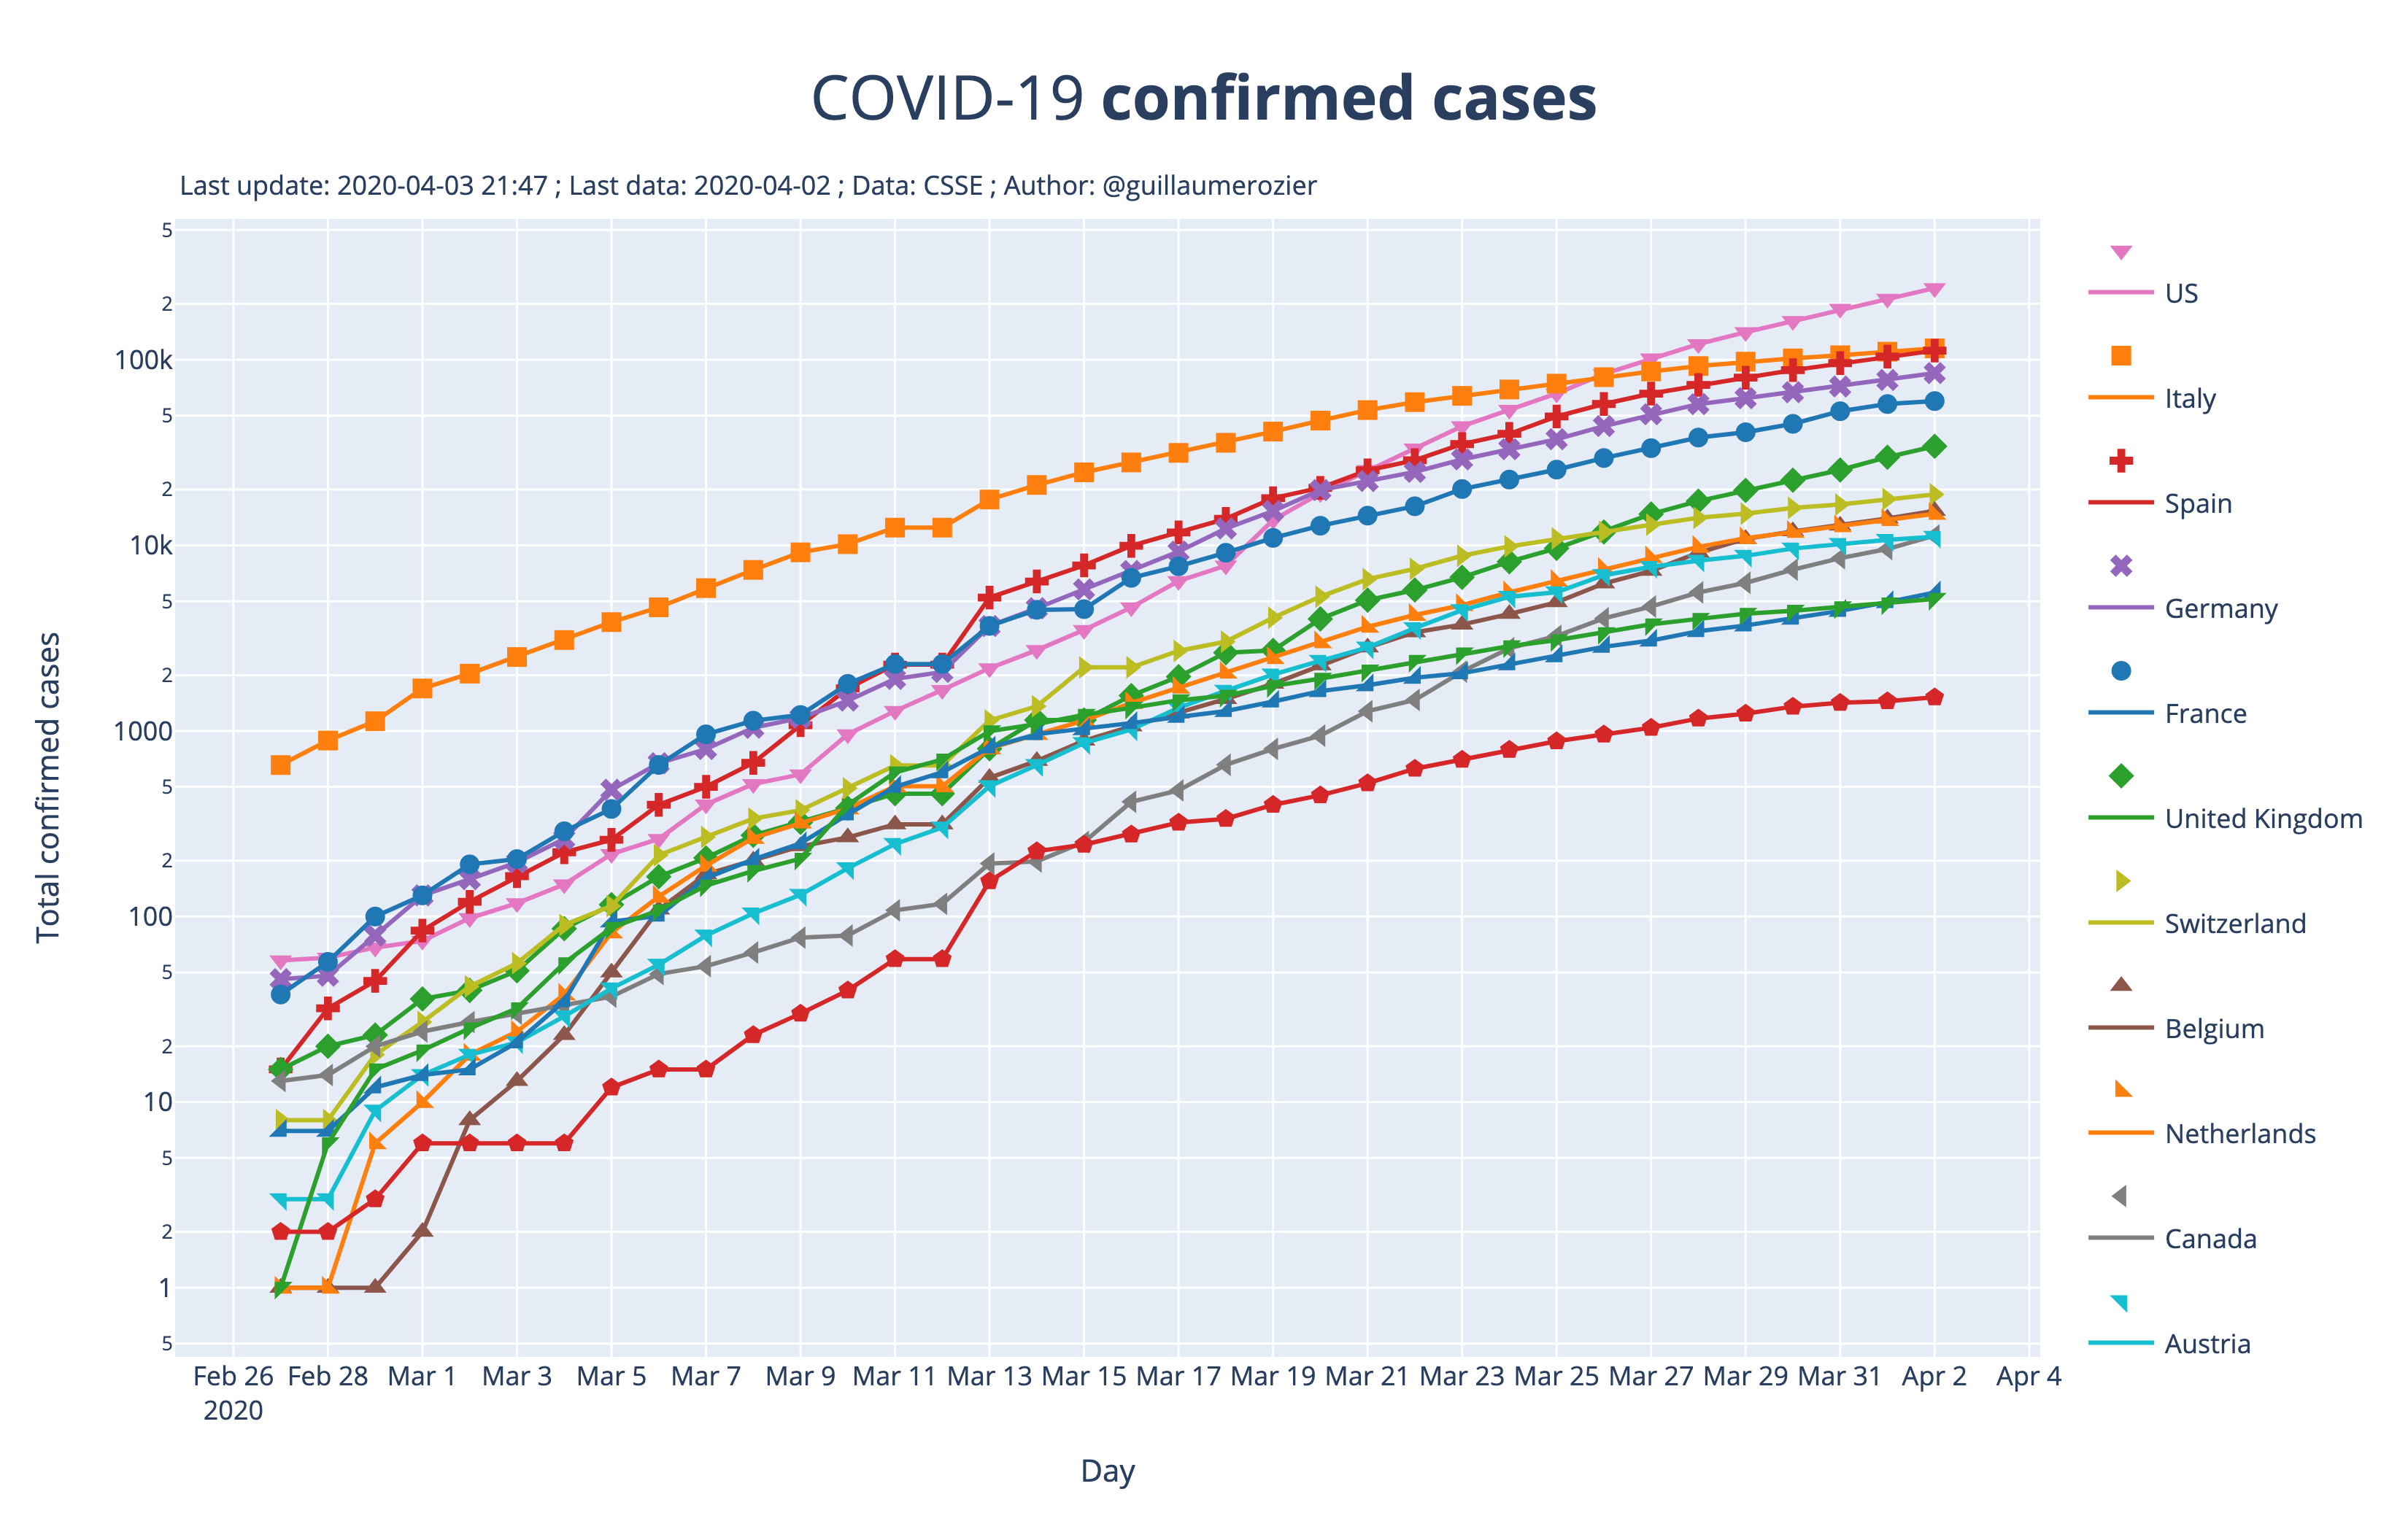 COVID-19 confirmed cases
Last update: 2020-04-03 21:47 ; Last data: 2020-04-02 ; Data: CSSE ; Author: @guillaumerozier
5
2
100k
5
2
10k
5
2
1000
5
2
100
5
2
10
5
2
1
5
Total confirmed cases
Feb 26 Feb 28 Mar 1 Mar 3 Mar 5 Mar 7 Mar 9 Mar 11 Mar 13 Mar 15 Mar 17 Mar 19 Mar 21 Mar 23 Mar 25 Mar 27 Mar 29 Mar 31 Apr 2 Apr 4
2020
Day
US
Italy
Spain
Germany
France
United Kingdom
Switzerland
Belgium
Netherlands
Canada
Austria